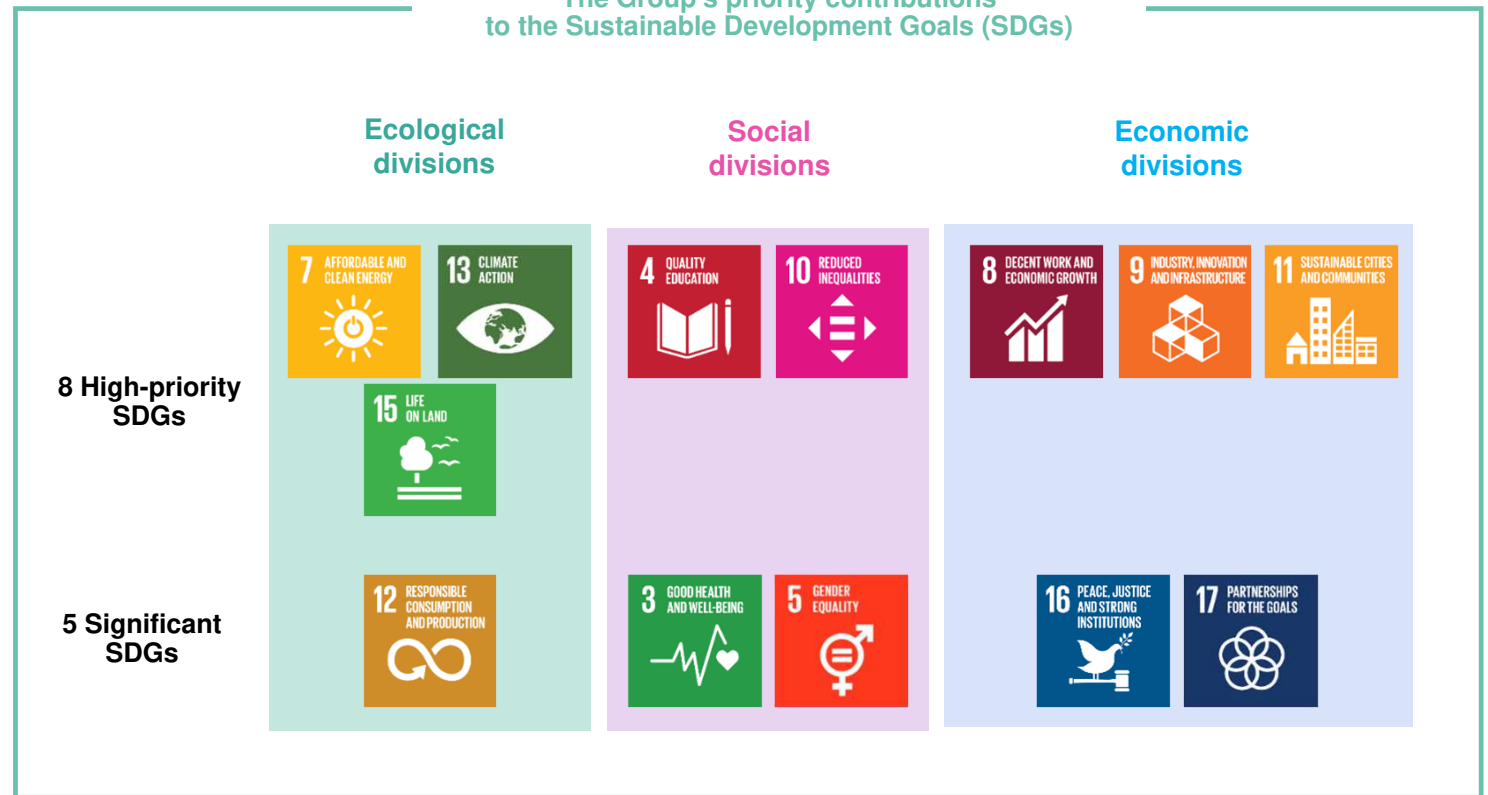 The Group's priority contributions
to the Sustainable Development Goals (SDGs)
Ecological
divisions
Social
divisions
Economic
divisions
8 High-priority
SDGs
7 AFFORDABLE AND
CLEAN ENERGY
13 CLIMATE
ACTION
15 LIFE
ON LAND
4 QUALITY
EDUCATION
10 REDUCED
INEQUALITIES
8 DECENT WORK AND
ECONOMIC GROWTH
9 INDUSTRY, INNOVATION
AND INFRASTRUCTURE
11 SUSTAINABLE CITIES
AND COMMUNITIES
5 Significant
SDGs
12 RESPONSIBLE
CONSUMPTION
AND PRODUCTION
3 GOOD HEALTH
AND WELL-BEING
5 GENDER
EQUALITY
16 PEACE, JUSTICE
AND STRONG
INSTITUTIONS
17 PARTNERSHIPS
FOR THE GOALS